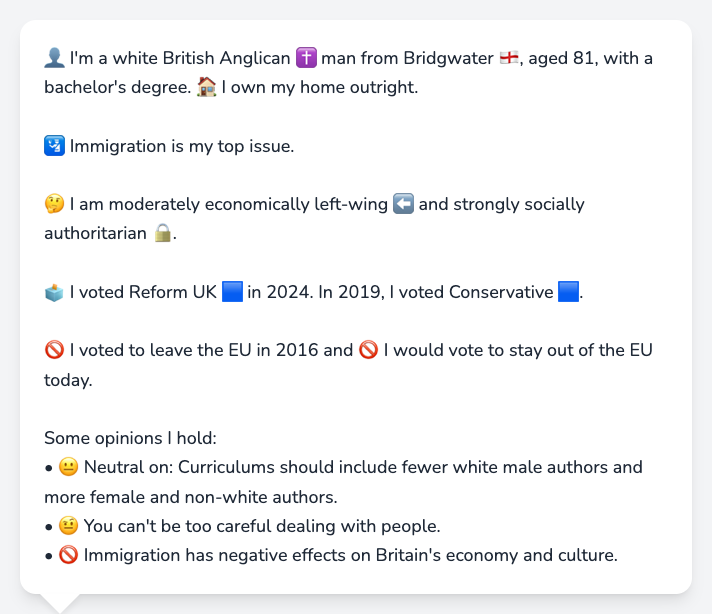 👤 I'm a white British Anglican ✝️ man from Bridgwater 🏴󠁧󠁢󠁥󠁮󠁧󠁿, aged 81, with a
bachelor's degree. 🏠 I own my home outright.
🛂 Immigration is my top issue.
🤔 I am moderately economically left-wing ⬅️ and strongly socially
authoritarian 🔒.
🗳️ I voted Reform UK 🟦 in 2024. In 2019, I voted Conservative 🟦.
🚫 I voted to leave the EU in 2016 and 🚫 I would vote to stay out of the EU
today.
Some opinions I hold:
• 😐 Neutral on: Curriculums should include fewer white male authors and
more female and non-white authors.
• 🤨 You can't be too careful dealing with people.
• 🚫 Immigration has negative effects on Britain's economy and culture.